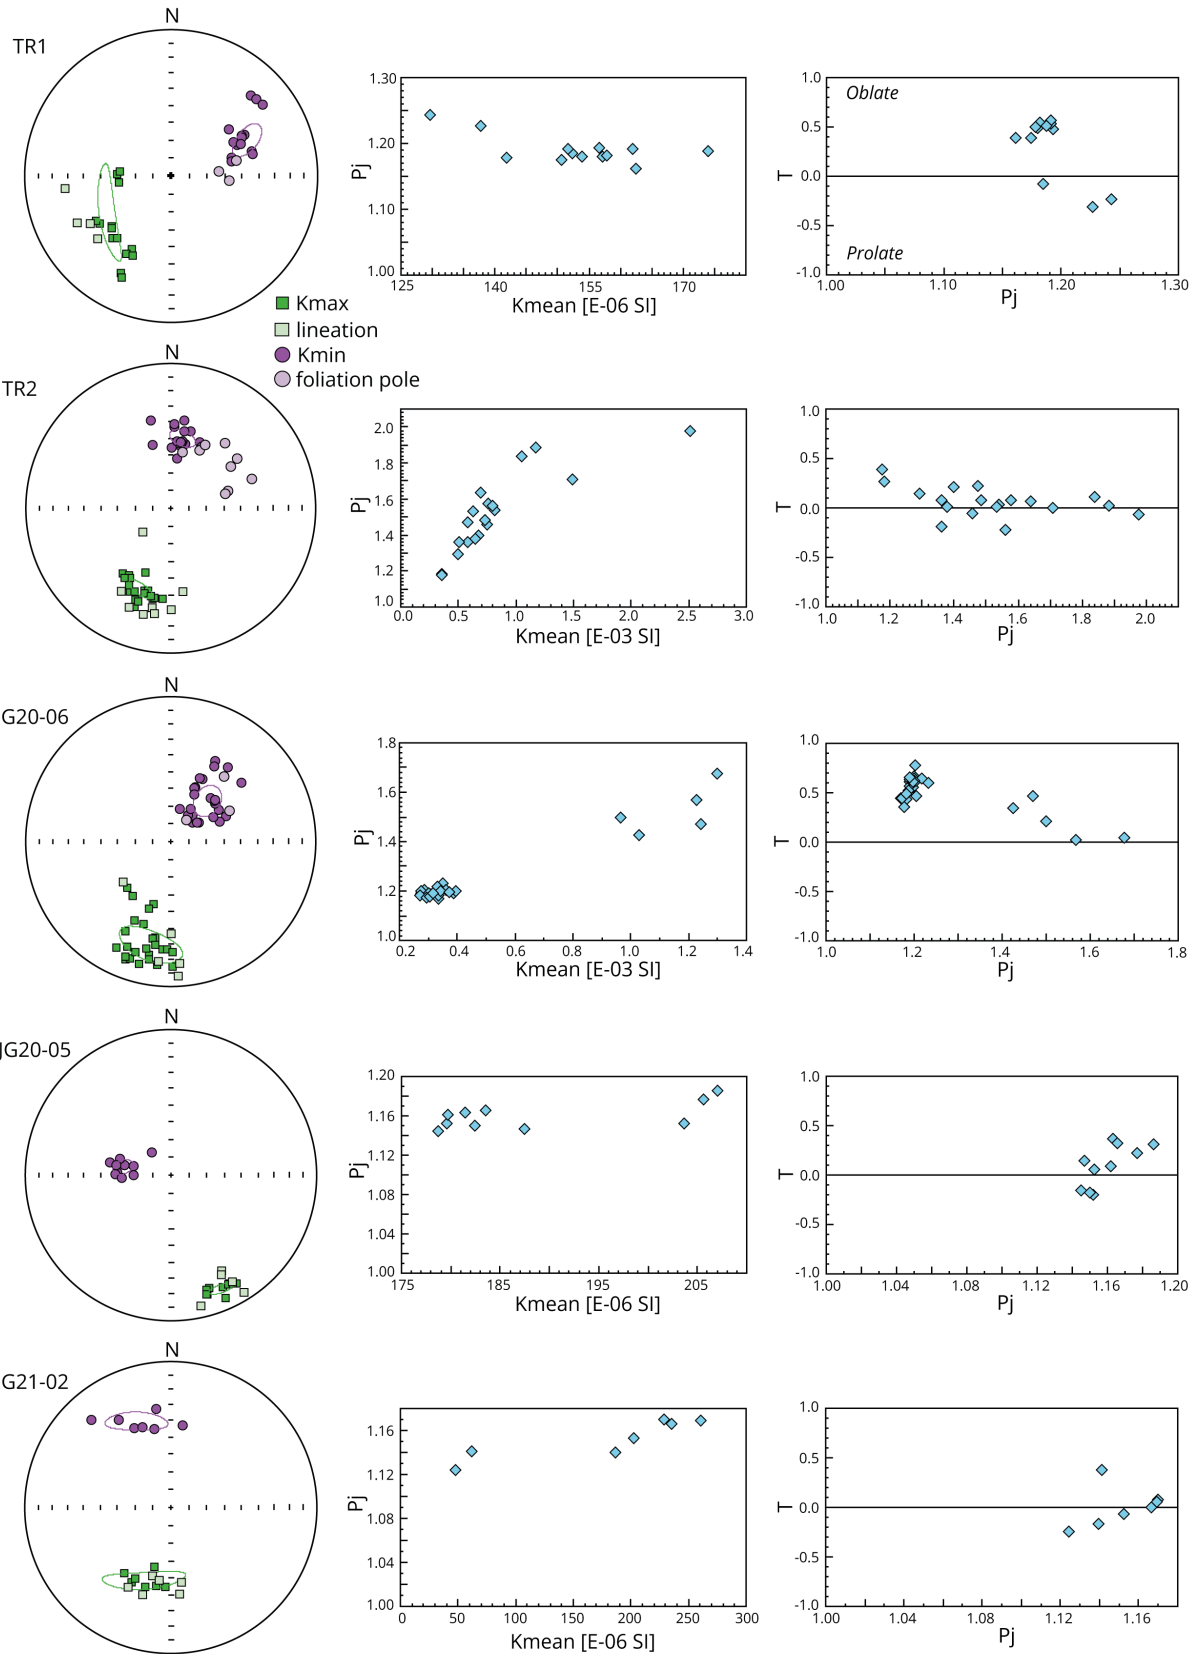 N
TR1
1.30
1.20
1.10
1.00
Pj
125
140
155
170
Kmean [E-06 SI]
1.0
0.5
0.0
-0.5
-1.0
T
Oblate
Prolate
1.00
1.10
1.20
1.30
Pj
Kmax
lineation
Kmin
foliation pole
N
TR2
2.0
1.8
1.6
1.4
1.2
1.0
Pj
0.0
0.5
1.0
1.5
2.0
2.5
3.0
Kmean [E-03 SI]
1.0
0.5
0.0
-0.5
-1.0
T
1.0
1.2
1.4
1.6
1.8
2.0
Pj
N
G20-06
1.8
1.6
1.4
1.2
1.0
Pj
0.2
0.4
0.6
0.8
1.0
1.2
1.4
Kmean [E-03 SI]
1.0
0.5
0.0
-0.5
-1.0
T
1.0
1.2
1.4
1.6
1.8
Pj
N
JG20-05
1.20
1.16
1.12
1.08
1.04
1.00
Pj
175
185
195
205
Kmean [E-06 SI]
1.0
0.5
0.0
-0.5
-1.0
T
1.00
1.04
1.08
1.12
1.16
1.20
Pj
N
G21-02
1.16
1.12
1.08
1.04
1.00
Pj
0
50
100
150
200
250
300
Kmean [E-06 SI]
1.0
0.5
0.0
-0.5
-1.0
T
1.00
1.04
1.08
1.12
1.16
Pj